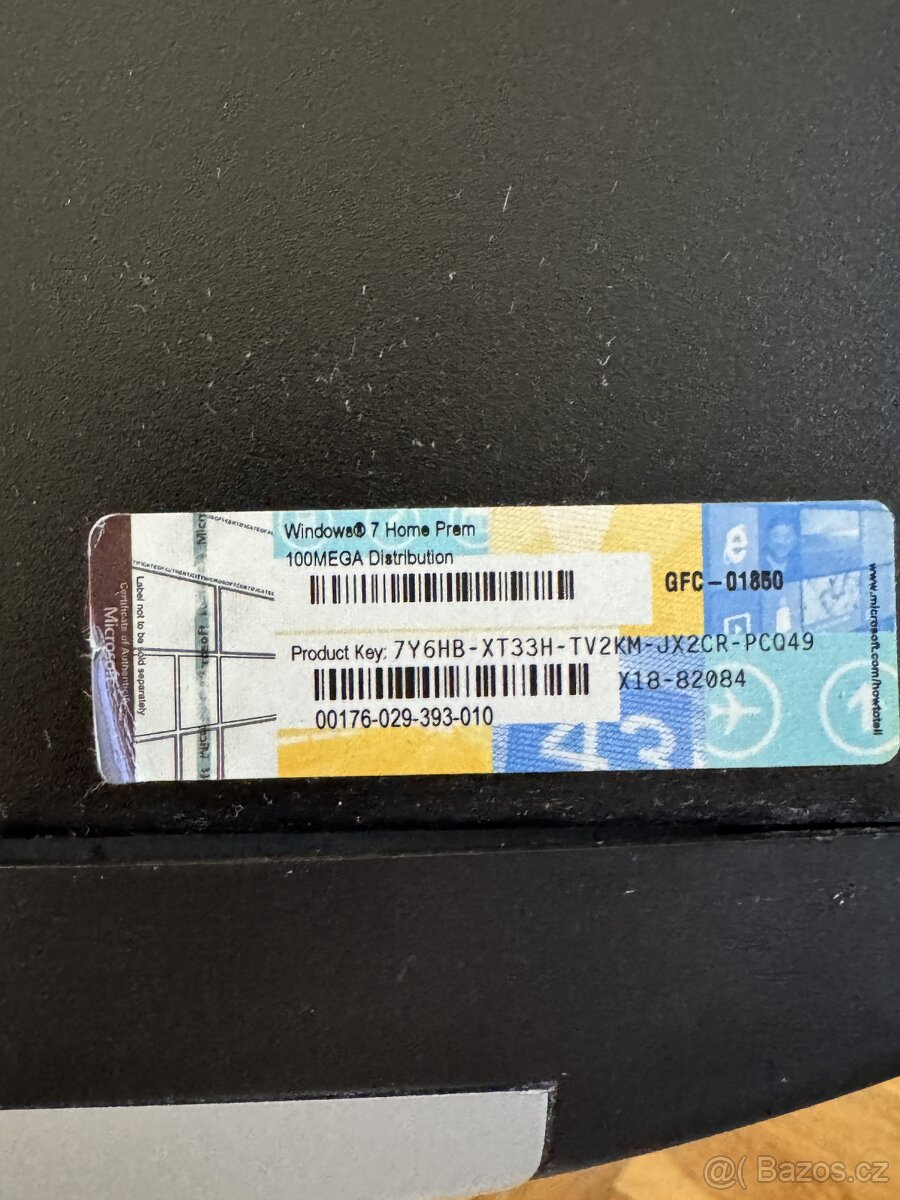 Windows® 7 Home Prem
100MEGA Distribution
GFC-01850
Product Key: 7Y6HB-XT33H-TV2KM-JX2CR-PCQ49
X18-82084
00176-029-393-010
Label not to be sold separately
Certificate of Authenticity
Microsoft
www.microsoft.com/howtotell
@( Bazos.cz